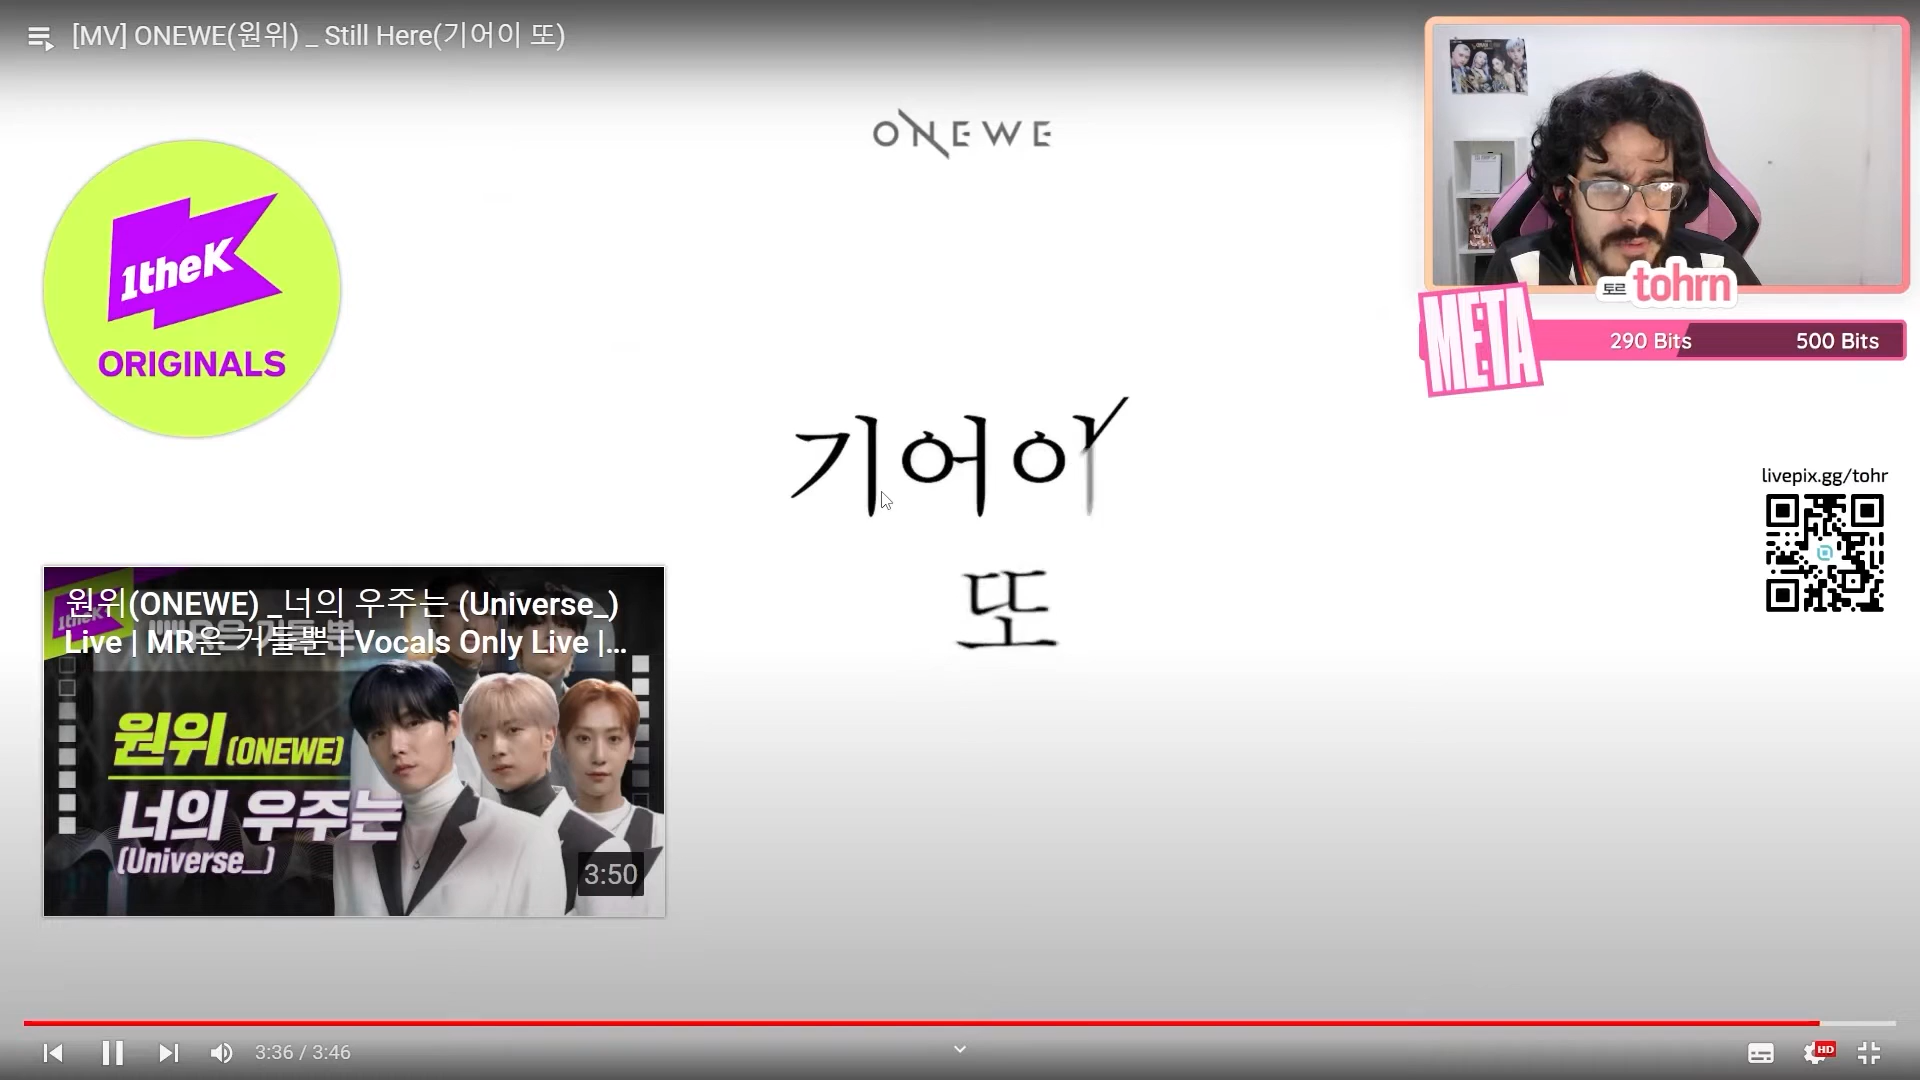 [MV] ONEWE(원위) _ Still Here(기어이 또)
ONEWE
1theK
ORIGINALS
기어이
또
토르 tohrn
META
290 Bits
500 Bits
livepix.gg/tohr
원위(ONEWE) _너의 우주는 (Universe_)
Live | MR은 거들뿐 | Vocals Only Live |...
원위(ONEWE)
너의 우주는
(Universe_)
3:50
3:36 / 3:46
HD